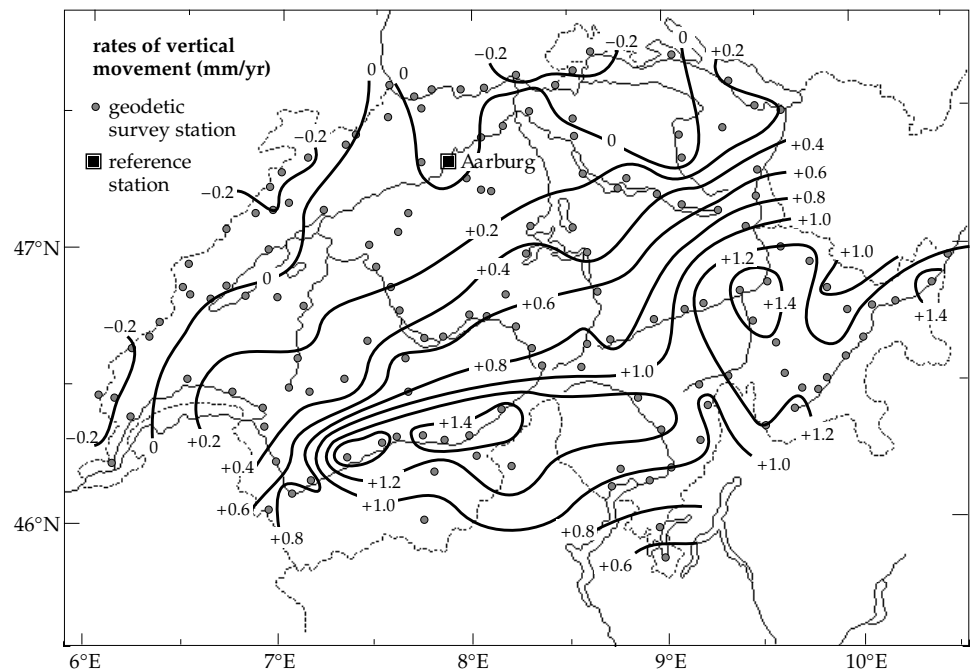 rates of vertical
movement (mm/yr)
geodetic
survey station
reference
station
Aarburg
0
0
−0.2
−0.2
0
+0.2
−0.2
−0.2
0
+0.4
+0.6
+0.8
+1.0
+0.2
+1.2
+1.0
0
+0.4
+0.6
+1.4
+1.4
−0.2
+0.8
+1.0
−0.2
0
+0.2
+1.4
+1.2
+0.4
+1.2
+1.0
+1.0
+0.6
+0.8
+0.8
+0.6
47°N
46°N
6°E
7°E
8°E
9°E
10°E